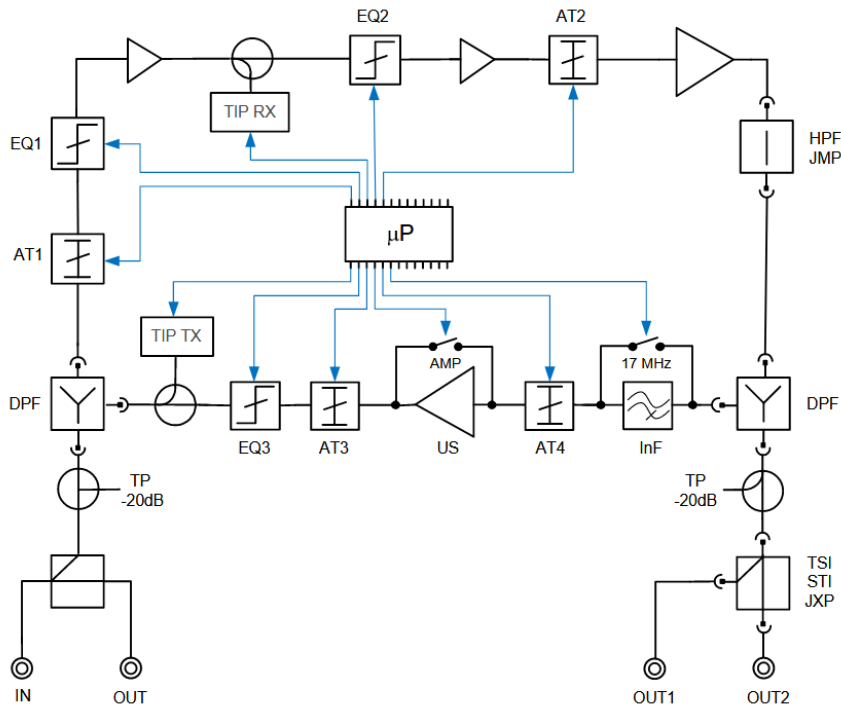 EQ2
AT2
TIP RX
EQ1
HPF
JMP
µP
AT1
TIP TX
AMP
17 MHz
DPF
DPF
EQ3
AT3
US
AT4
InF
TP
-20dB
TP
-20dB
TSI
STI
JXP
IN
OUT
OUT1
OUT2